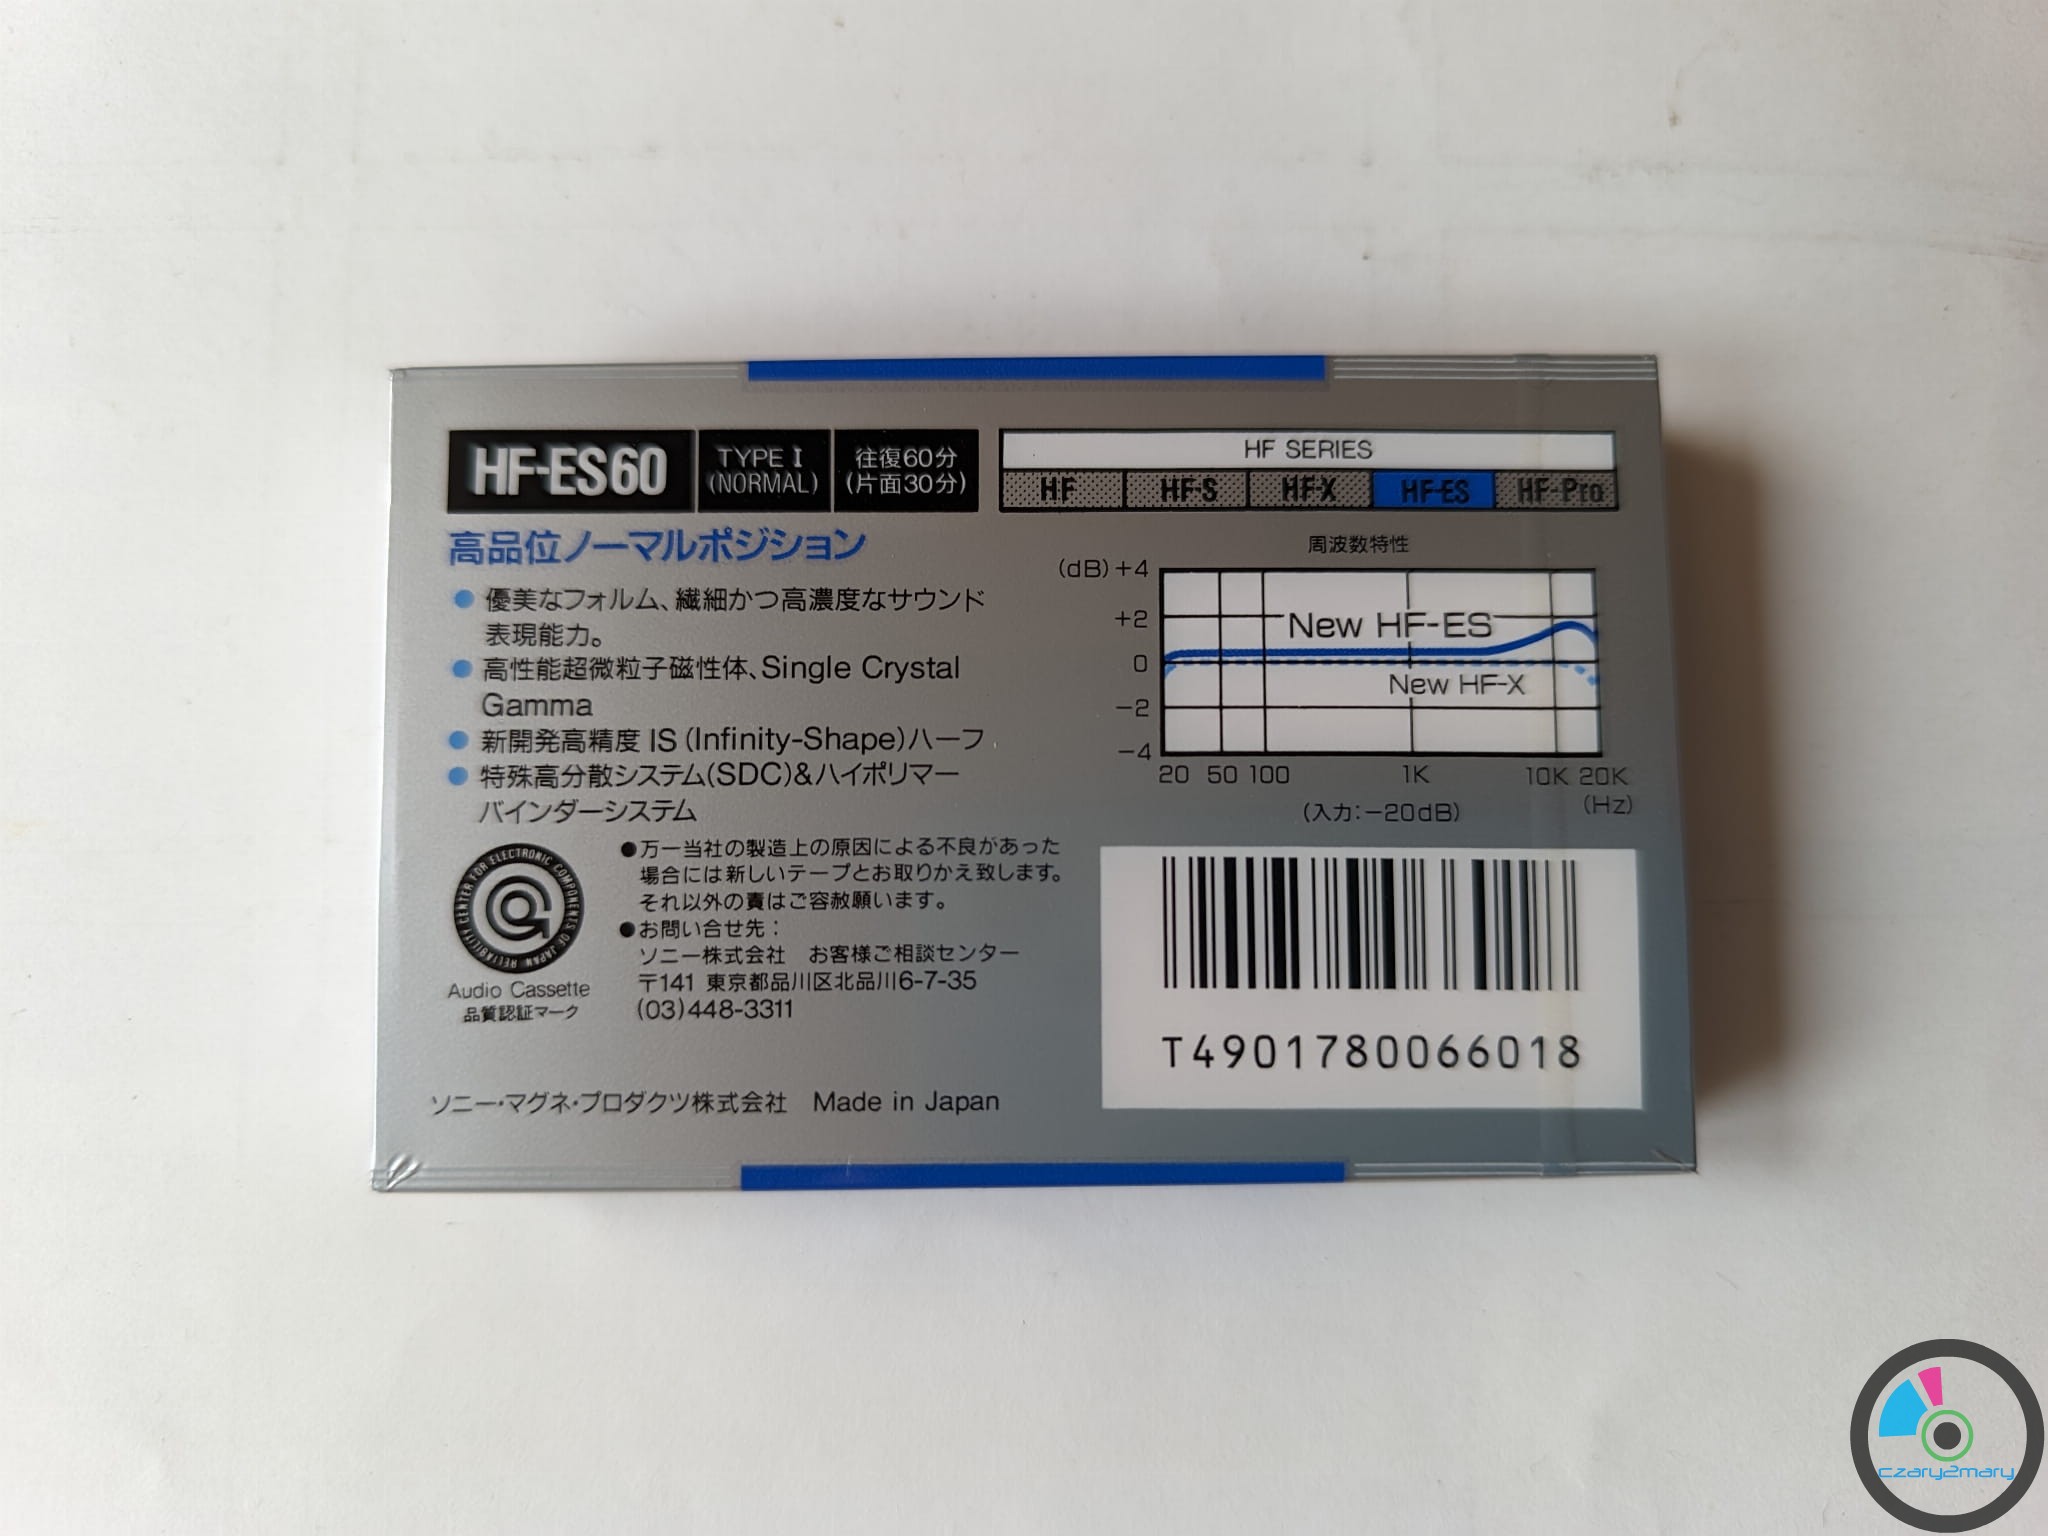 HF-ES60
TYPE I
(NORMAL)
往復60分
(片面30分)
HF SERIES
HF HF-S HF-X HF-ES HF-Pro
高品位ノーマルポジション
● 優美なフォルム、繊細かつ高濃度なサウンド
表現能力。
● 高性能超微粒子磁性体、Single Crystal
Gamma
● 新開発高精度 IS (Infinity-Shape)ハーフ
● 特殊高分散システム(SDC)&ハイポリマー
バインダーシステム
周波数特性
(dB) +4
+2
0
-2
-4
New HF-ES
New HF-X
20 50 100 1K 10K 20K
(Hz)
(入力:-20dB)
RELIABILITY CENTER FOR ELECTRONIC COMPONENTS OF JAPAN
Audio Cassette
品質認証マーク
●万一当社の製造上の原因による不良があった
場合には新しいテープとお取りかえ致します。
それ以外の責はご容赦願います。
●お問い合せ先:
ソニー株式会社 お客様ご相談センター
〒141 東京都品川区北品川6-7-35
(03)448-3311
T4901780066018
ソニー・マグネ・プロダクツ株式会社 Made in Japan
czary2mary